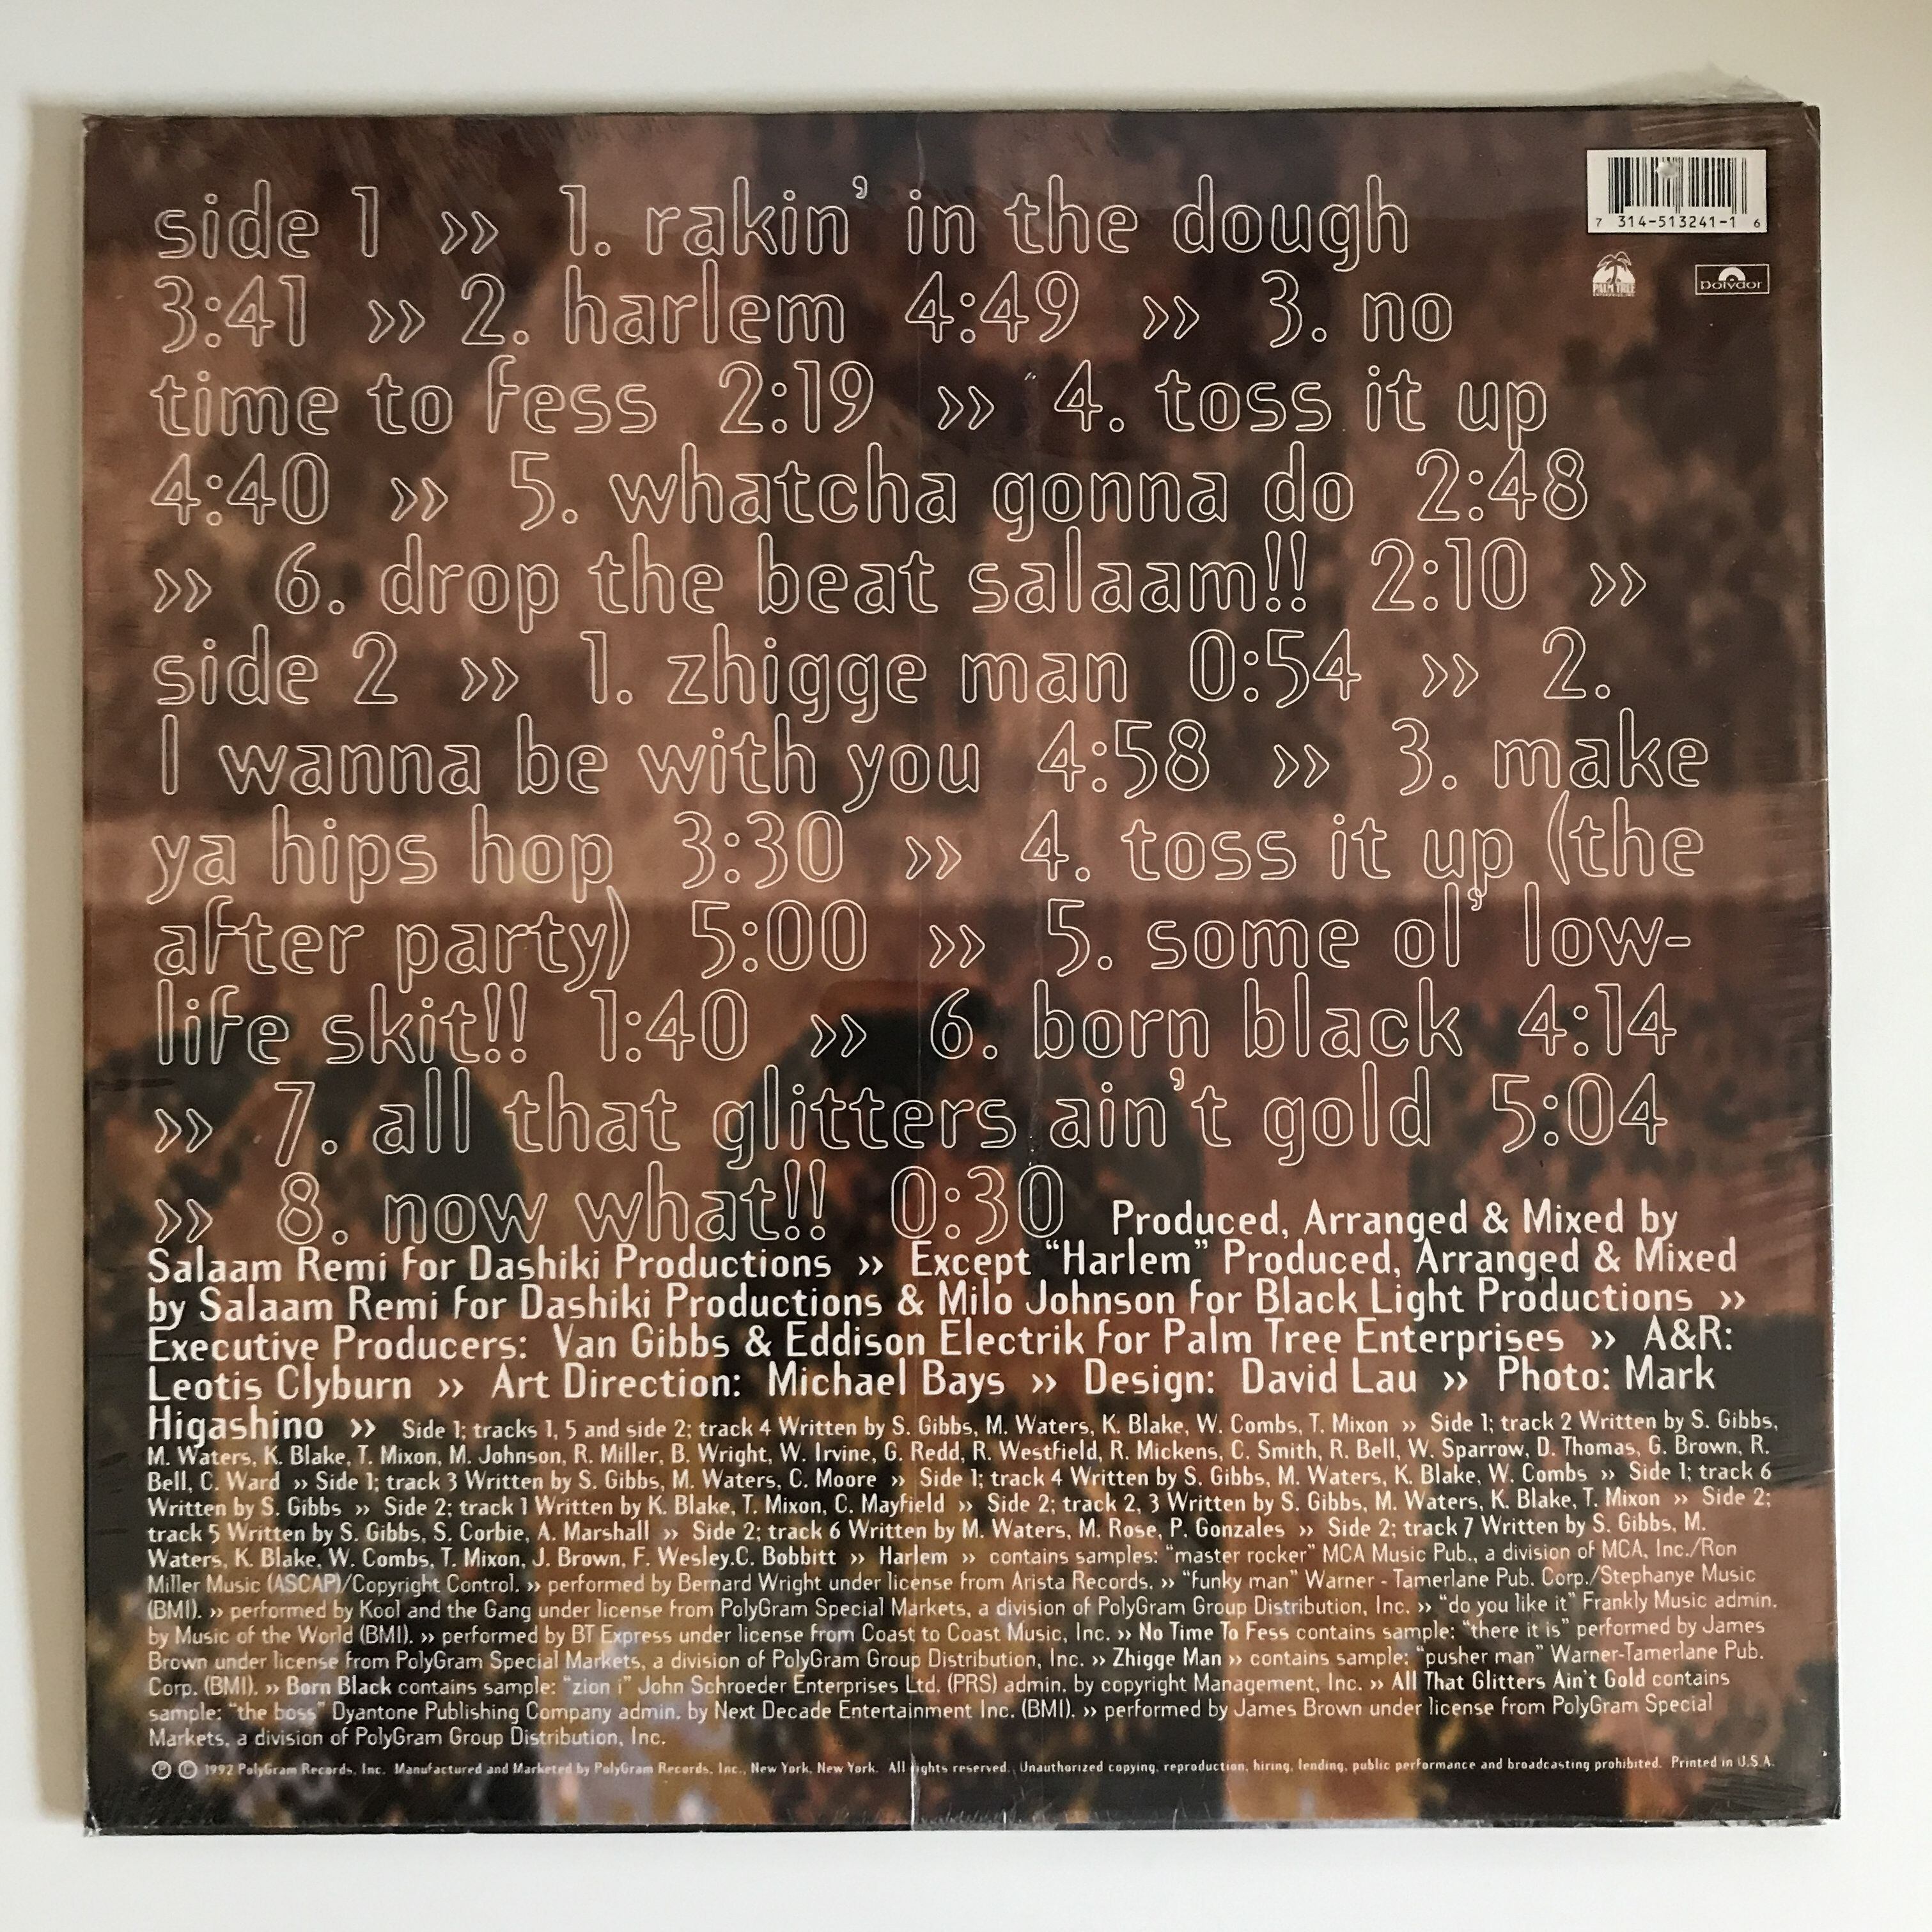 side 1 » 1. rakin' in the dough
3:41 » 2. harlem 4:49 » 3. no
time to fess 2:19 » 4. toss it up
4:40 » 5. whatcha gonna do 2:48
» 6. drop the beat salaam!! 2:10 »
side 2 » 1. zhigge man 0:54 » 2.
I wanna be with you 4:58 » 3. make
ya hips hop 3:30 » 4. toss it up (the
after party) 5:00 » 5. some ol' low-
life skit!! 1:40 » 6. born black 4:14
» 7. all that glitters ain't gold 5:04
» 8. now what!! 0:30 Produced, Arranged & Mixed by
Salaam Remi for Dashiki Productions » Except “Harlem” Produced, Arranged & Mixed
by Salaam Remi for Dashiki Productions & Milo Johnson for Black Light Productions »
Executive Producers: Van Gibbs & Eddison Electrik for Palm Tree Enterprises » A&R:
Leotis Clyburn » Art Direction: Michael Bays » Design: David Lau » Photo: Mark
Higashino » Side 1; tracks 1, 5 and side 2; track 4 Written by S. Gibbs, M. Waters, K. Blake, W. Combs, T. Mixon » Side 1; track 2 Written by S. Gibbs,
M. Waters, K. Blake, T. Mixon, M. Johnson, R. Miller, B. Wright, W. Irvine, G. Redd, R. Westfield, R. Mickens, C. Smith, R. Bell, W. Sparrow, D. Thomas, G. Brown, R.
Bell, C. Ward » Side 1; track 3 Written by S. Gibbs, M. Waters, C. Moore » Side 1; track 4 Written by S. Gibbs, M. Waters, K. Blake, W. Combs » Side 1; track 6
Written by S. Gibbs » Side 2; track 1 Written by K. Blake, T. Mixon, C. Mayfield » Side 2; track 2, 3 Written by S. Gibbs, M. Waters, K. Blake, T. Mixon » Side 2;
track 5 Written by S. Gibbs, S. Corbie, A. Marshall » Side 2; track 6 Written by M. Waters, M. Rose, P. Gonzales » Side 2; track 7 Written by S. Gibbs, M.
Waters, K. Blake, W. Combs, T. Mixon, J. Brown, F. Wesley.C. Bobbitt » Harlem » contains samples: “master rocker” MCA Music Pub., a division of MCA, Inc./Ron
Miller Music (ASCAP)/Copyright Control. » performed by Bernard Wright under license from Arista Records. » “funky man” Warner - Tamerlane Pub. Corp./Stephanye Music
(BMI). » performed by Kool and the Gang under license from PolyGram Special Markets, a division of PolyGram Group Distribution, Inc. » “do you like it” Frankly Music admin.
by Music of the World (BMI). » performed by BT Express under license from Coast to Coast Music, Inc. » No Time To Fess contains sample: “there it is” performed by James
Brown under license from PolyGram Special Markets, a division of PolyGram Group Distribution, Inc. » Zhigge Man » contains sample: “pusher man” Warner-Tamerlane Pub.
Corp. (BMI). » Born Black contains sample: “zion i” John Schroeder Enterprises Ltd. (PRS) admin. by copyright Management, Inc. » All That Glitters Ain't Gold contains
sample: “the boss” Dyantone Publishing Company admin. by Next Decade Entertainment Inc. (BMI). » performed by James Brown under license from PolyGram Special
Markets, a division of PolyGram Group Distribution, Inc.
℗ © 1992 PolyGram Records, Inc. Manufactured and Marketed by PolyGram Records, Inc., New York, New York. All rights reserved. Unauthorized copying, reproduction, hiring, lending, public performance and broadcasting prohibited. Printed in U.S.A.
7 314-513241-1 6
PALM TREE
Polydor